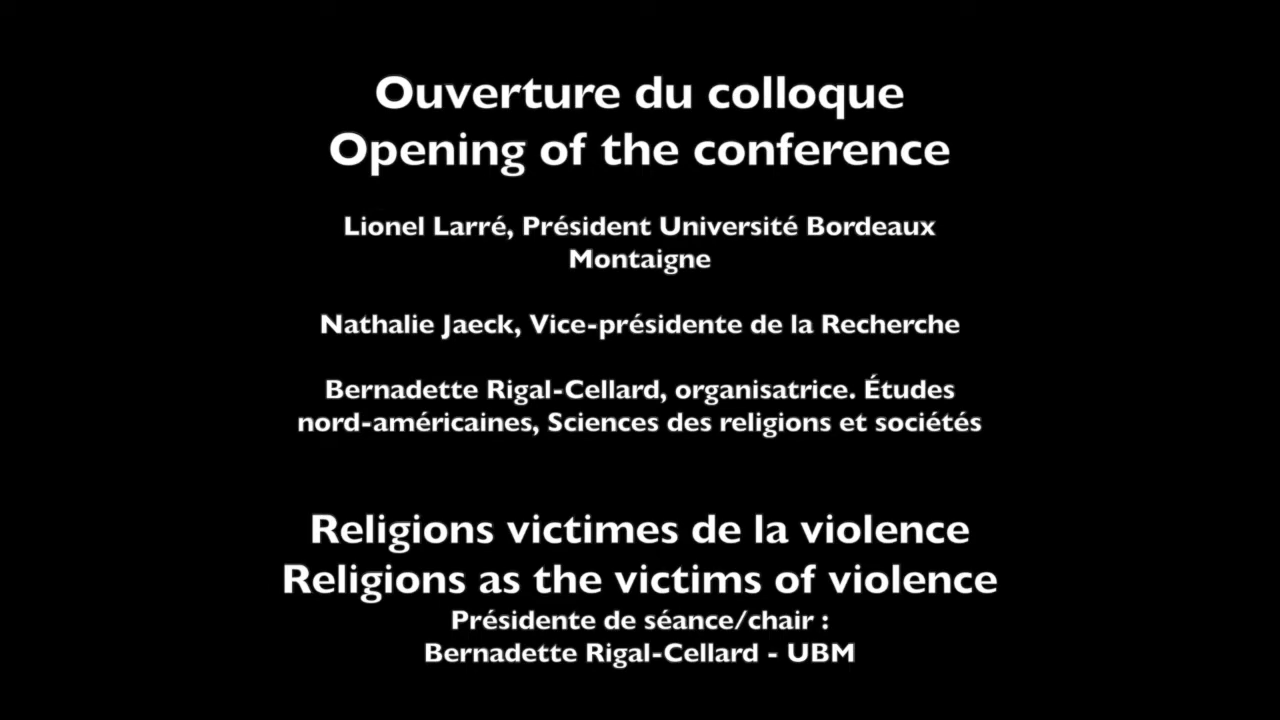 Ouverture du colloque
Opening of the conference
Lionel Larré, Président Université Bordeaux
Montaigne
Nathalie Jaeck, Vice-présidente de la Recherche
Bernadette Rigal-Cellard, organisatrice. Études
nord-américaines, Sciences des religions et sociétés
Religions victimes de la violence
Religions as the victims of violence
Présidente de séance/chair :
Bernadette Rigal-Cellard - UBM